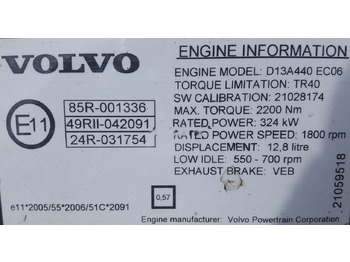 VOLVO
ENGINE INFORMATION
ENGINE MODEL: D13A440 EC06
TORQUE LIMITATION: TR40
SW CALIBRATION: 21028174
MAX. TORQUE: 2200 Nm
RATED POWER: 324 kW
RATED POWER SPEED: 1800 rpm
DISPLACEMENT: 12,8 litre
LOW IDLE: 550 - 700 rpm
EXHAUST BRAKE: VEB
E11
85R-001336
49RII-042091
24R-031754
0,57
21059518
e11*2005/55*2006/51C*2091
Engine manufacturer: Volvo Powertrain Corporation